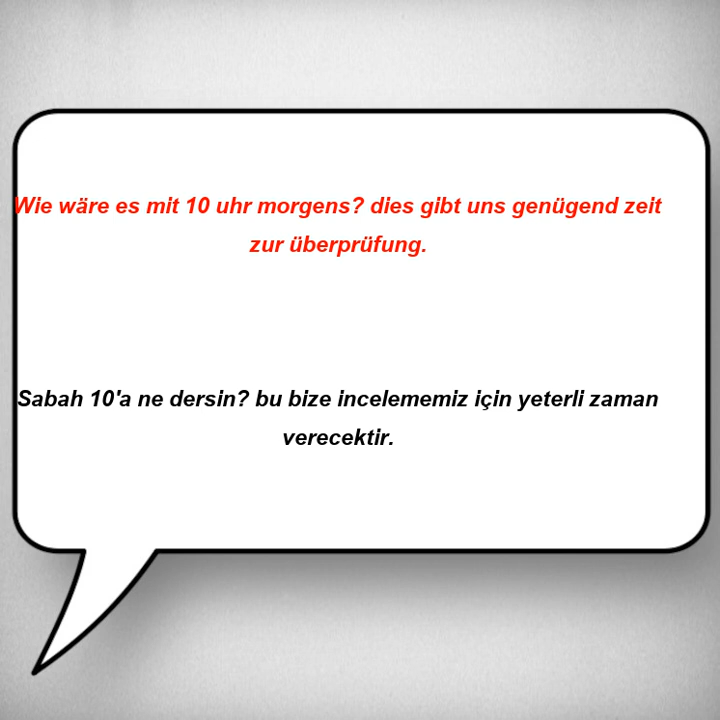 Wie wäre es mit 10 uhr morgens? dies gibt uns genügend zeit
zur überprüfung.
Sabah 10'a ne dersin? bu bize incelememiz için yeterli zaman
verecektir.